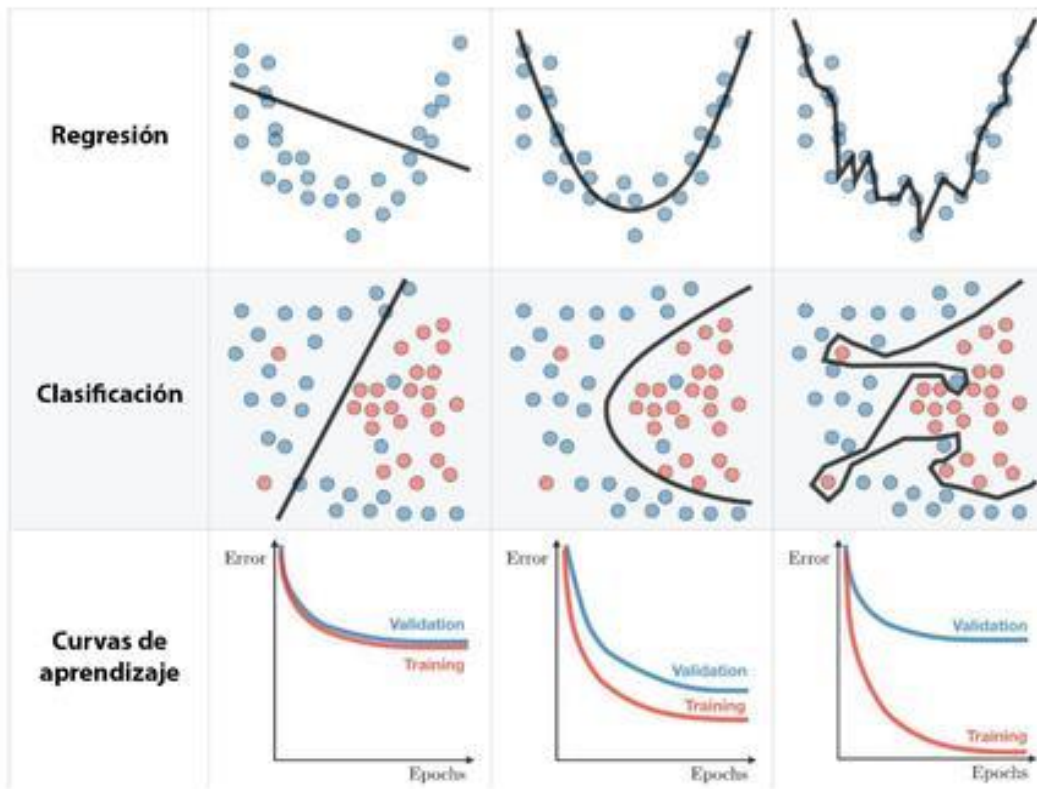 Regresión
Clasificación
Curvas de
aprendizaje
Error
Validation
Training
Epochs
Error
Validation
Training
Epochs
Error
Validation
Training
Epochs